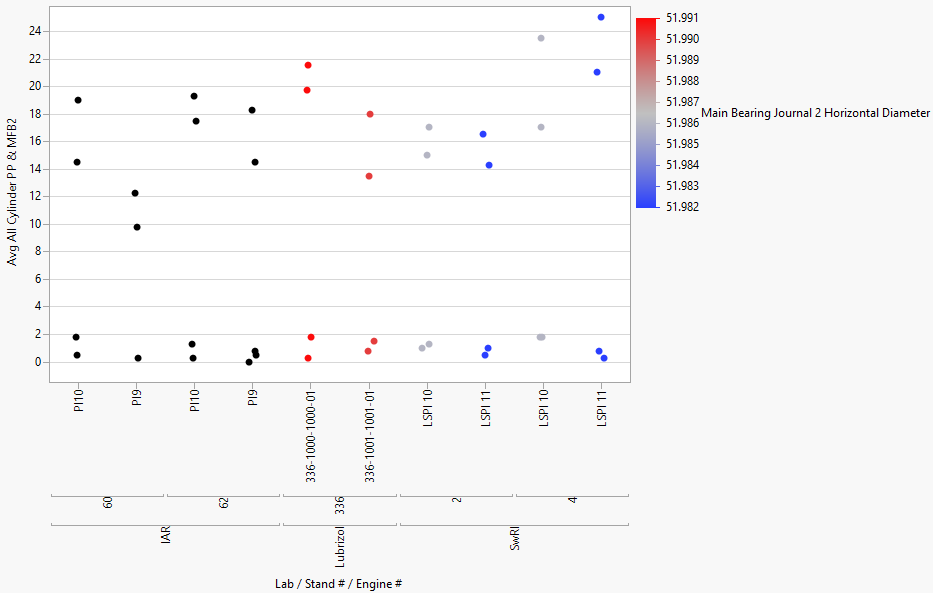 Avg All Cylinder PP & MFB2
24
22
20
18
16
14
12
10
8
6
4
2
0
PI10
PI9
PI10
PI9
336-1000-1000-01
336-1001-1001-01
LSPI 10
LSPI 11
LSPI 10
LSPI 11
60
62
336
2
4
IAR
Lubrizol
SwRI
Lab / Stand # / Engine #
51.991
51.990
51.989
51.988
51.987
51.986
51.985
51.984
51.983
51.982
Main Bearing Journal 2 Horizontal Diameter